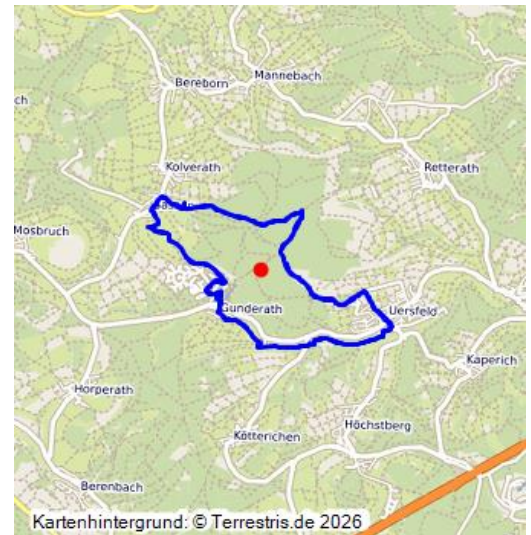 Mannebach
Bereborn
Kolverath
Retterath
Mosbruch
Gunderath
Uersfeld
Kaperich
Horperath
Höchstberg
Kötterichen
Berenbach
Kartenhintergrund: © Terrestris.de 2026